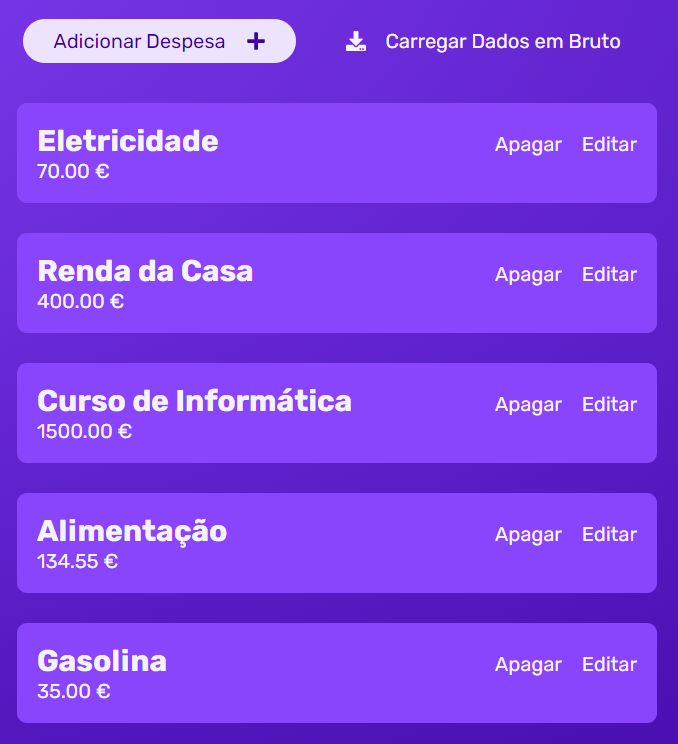 Adicionar Despesa
Carregar Dados em Bruto
Eletricidade
70.00 €
Apagar Editar
Renda da Casa
400.00 €
Apagar Editar
Curso de Informática
1500.00 €
Apagar Editar
Alimentação
134.55 €
Apagar Editar
Gasolina
35.00 €
Apagar Editar